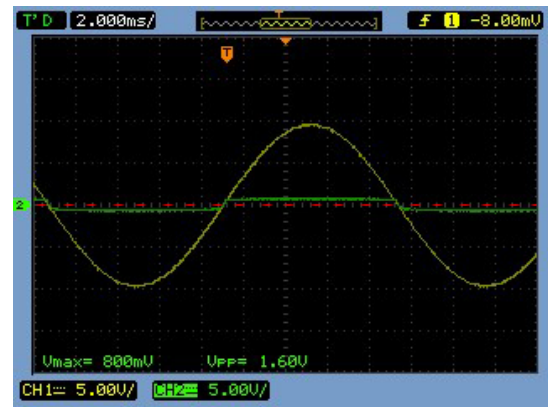 T'D 2.000ms/ T f 1 -8.00mV
T
2
Vmax= 800mV VPP= 1.60V
CH1 5.00V/ CH2 5.00V/